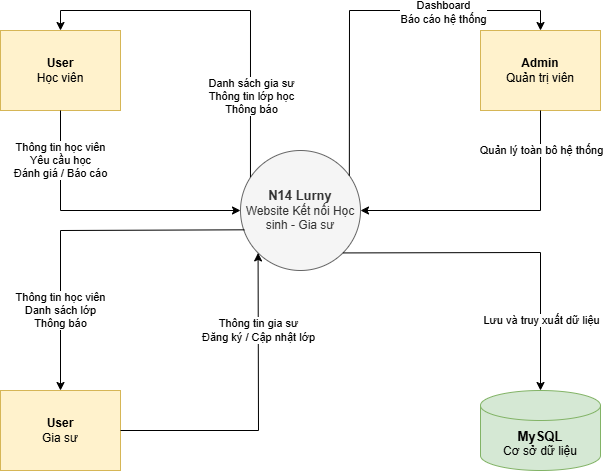 Dashboard
Báo cáo hệ thống
User
Học viên
Admin
Quản trị viên
Danh sách gia sư
Thông tin lớp học
Thông báo
Thông tin học viên
Yêu cầu học
Đánh giá / Báo cáo
Quản lý toàn bô hệ thống
N14 Lurny
Website Kết nối Học
sinh - Gia sư
Thông tin học viên
Danh sách lớp
Thông báo
Thông tin gia sư
Đăng ký / Cập nhật lớp
Lưu và truy xuất dữ liệu
User
Gia sư
MySQL
Cơ sở dữ liệu